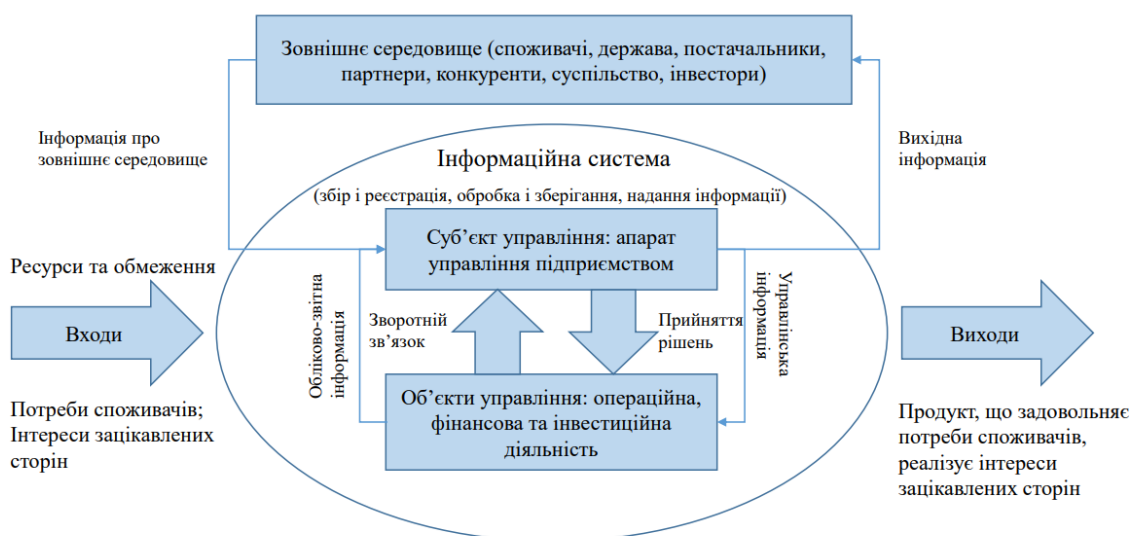 Зовнішнє середовище (споживачі, держава, постачальники,
партнери, конкуренти, суспільство, інвестори)
Інформація про
зовнішнє середовище
Вихідна
інформація
Інформаційна система
(збір і реєстрація, обробка і зберігання, надання інформації)
Суб’єкт управління: апарат
управління підприємством
Ресурси та обмеження
Входи
Потреби споживачів;
Інтереси зацікавлених
сторін
Обліково-звітна
інформація
Зворотній
зв’язок
Прийняття
рішень
Управлінська
інформація
Об’єкти управління: операційна,
фінансова та інвестиційна
діяльність
Виходи
Продукт, що задовольняє
потреби споживачів,
реалізує інтереси
зацікавлених сторін